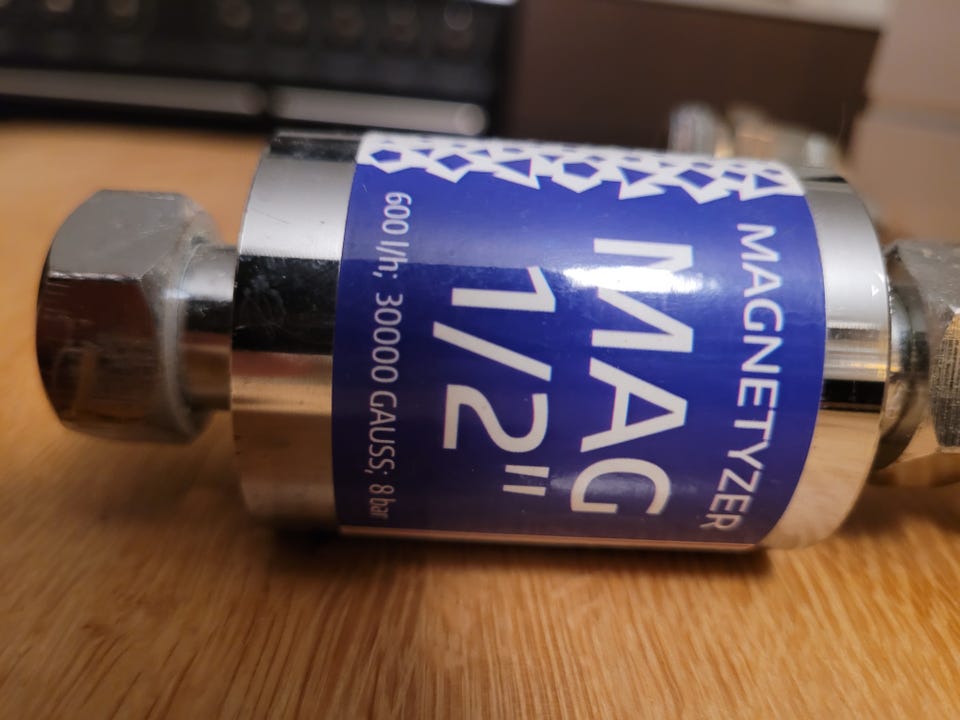 MAGNETYZER
MAG
1/2"
600 l/h; 30000 GAUSS; 8 bar